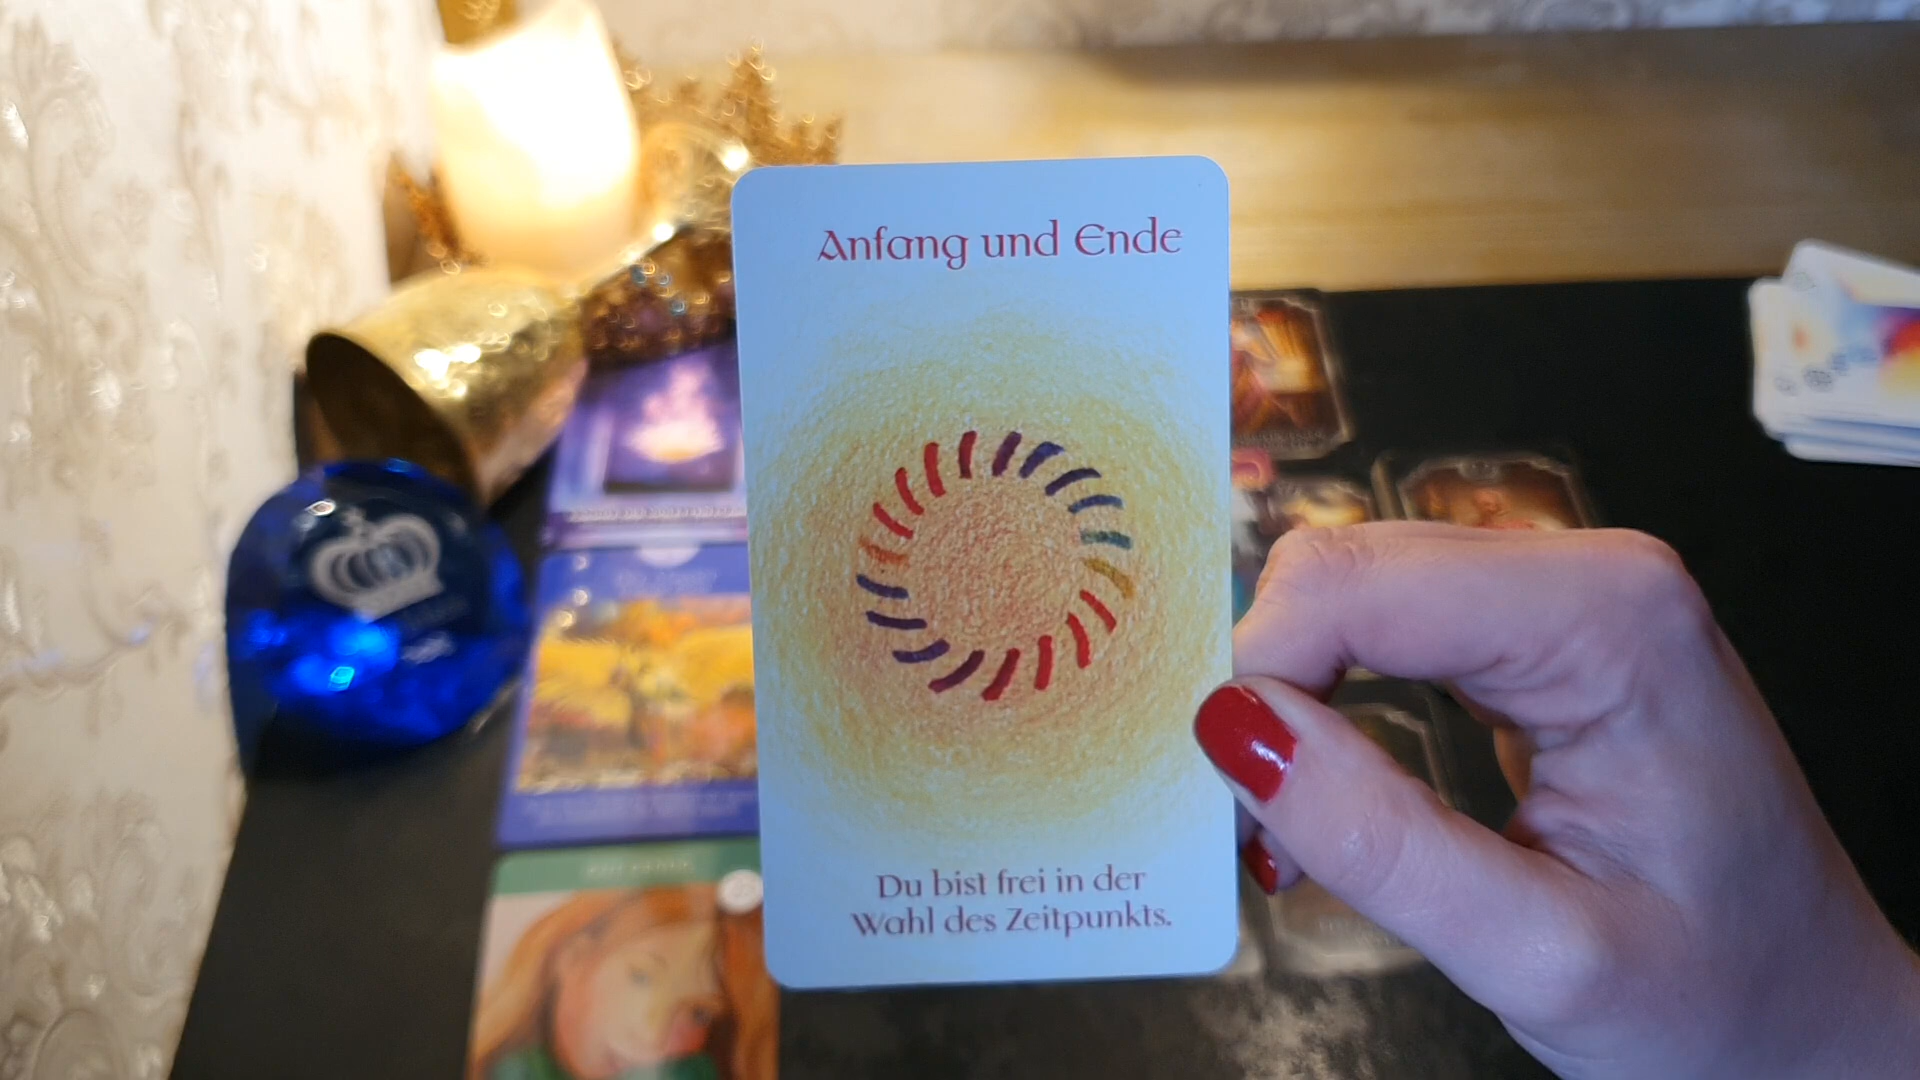 Anfang und Ende
Du bist frei in der
Wahl des Zeitpunkts.